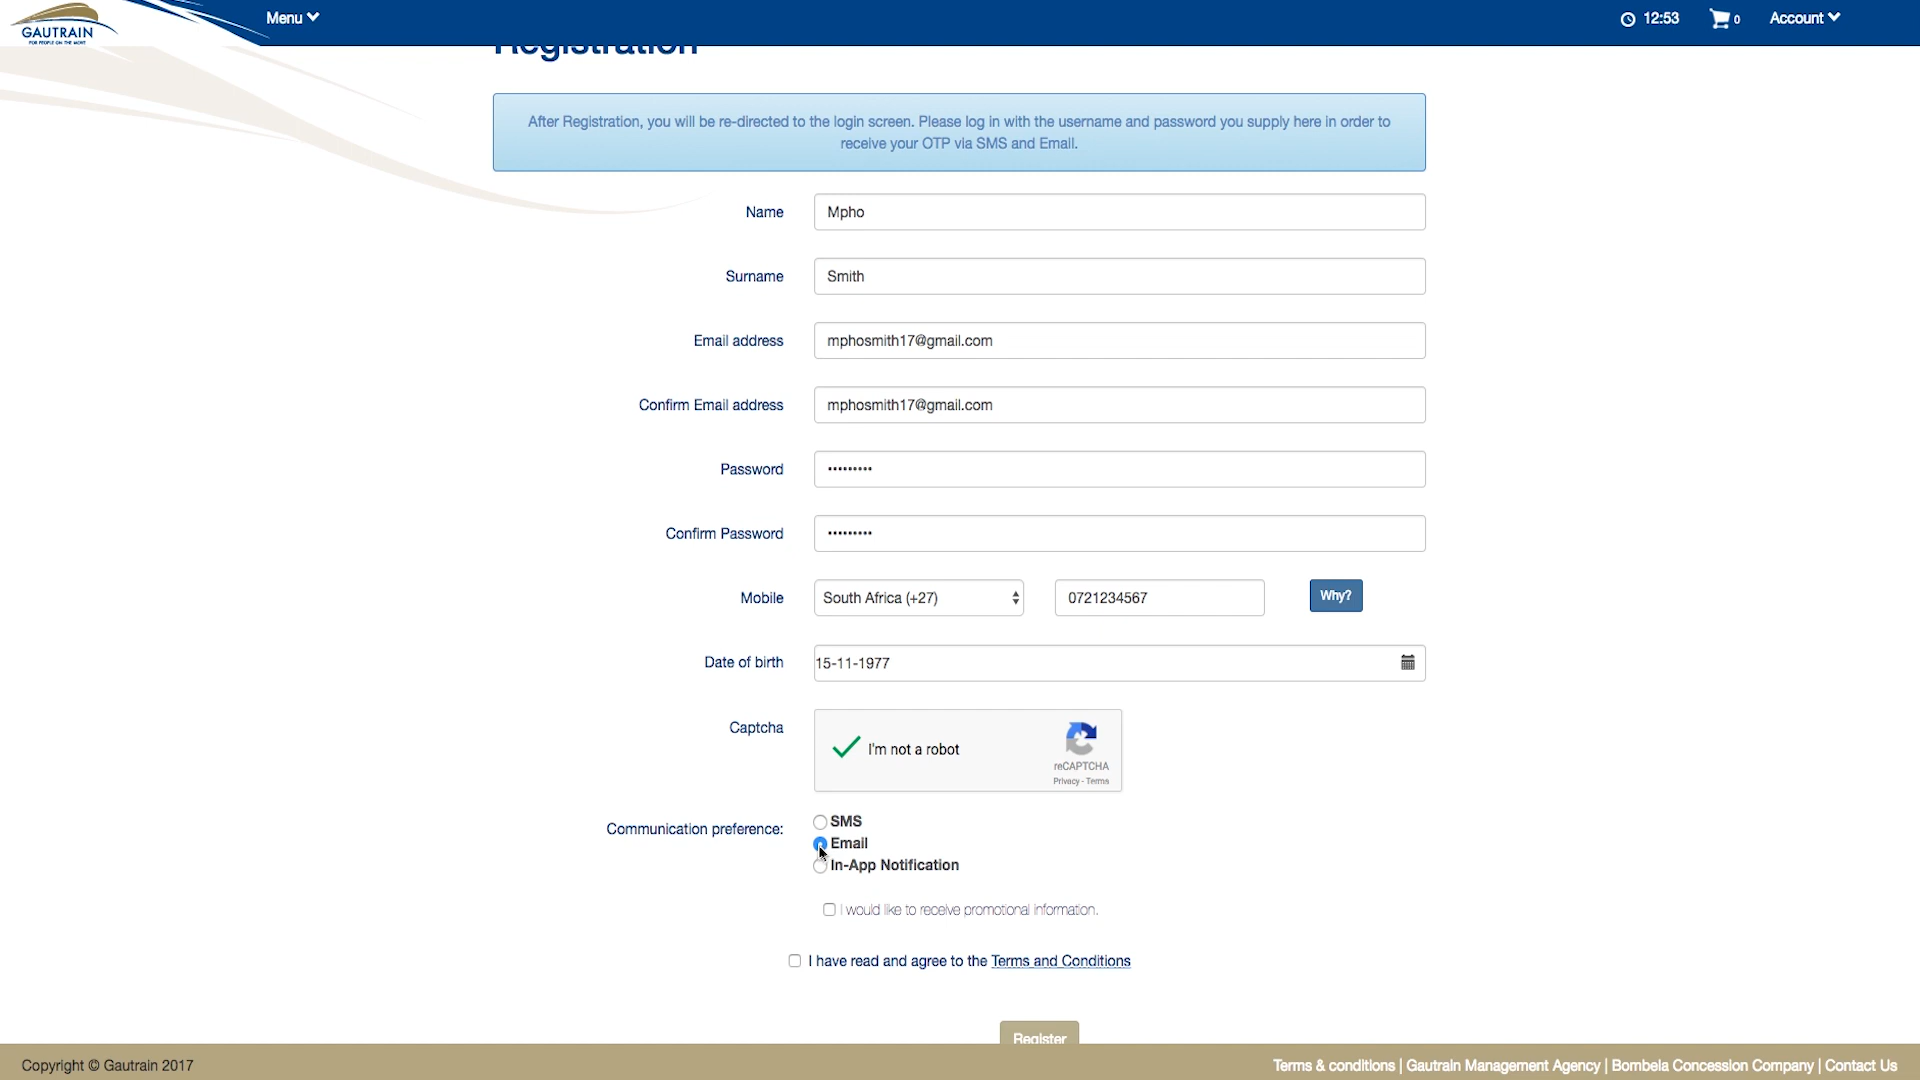 GAUTRAIN
FOR PEOPLE ON THE MOVE
Menu
12:53
0
Account
Registration
After Registration, you will be re-directed to the login screen. Please log in with the username and password you supply here in order to
receive your OTP via SMS and Email.
Name
Mpho
Surname
Smith
Email address
mphosmith17@gmail.com
Confirm Email address
mphosmith17@gmail.com
Password
•••••••••
Confirm Password
•••••••••
Mobile
South Africa (+27)
0721234567
Why?
Date of birth
15-11-1977
Captcha
I'm not a robot
reCAPTCHA
Privacy - Terms
Communication preference:
SMS
Email
In-App Notification
I would like to receive promotional information.
I have read and agree to the Terms and Conditions
Register
Copyright © Gautrain 2017
Terms & conditions | Gautrain Management Agency | Bombela Concession Company | Contact Us